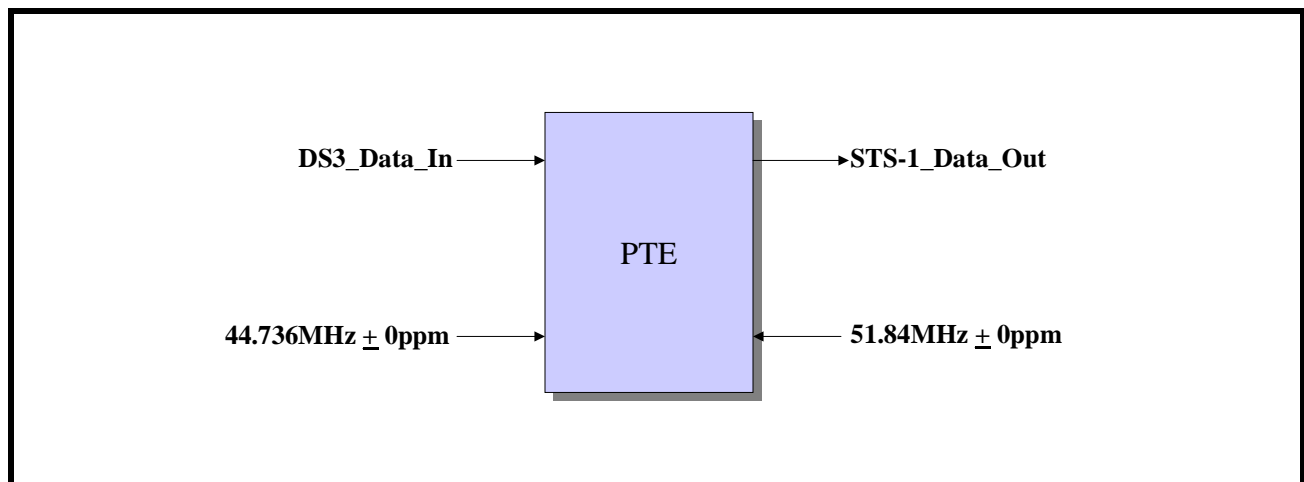 DS3_Data_In
STS-1_Data_Out
PTE
44.736MHz ± 0ppm
51.84MHz ± 0ppm